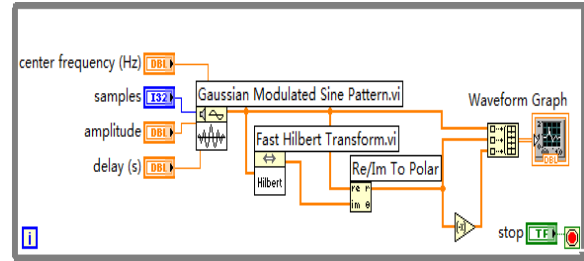 center frequency (Hz) DBL
samples I32
Gaussian Modulated Sine Pattern.vi
Waveform Graph
amplitude DBL
Fast Hilbert Transform.vi
delay (s) DBL
Hilbert
Re/Im To Polar
re r
im θ
DBL
stop TF
i